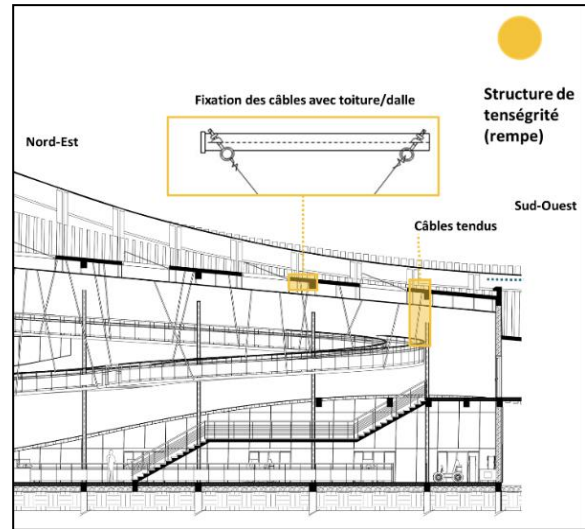 Fixation des câbles avec toiture/dalle
Structure de
tenségrité
(rempe)
Nord-Est
Sud-Ouest
Câbles tendus